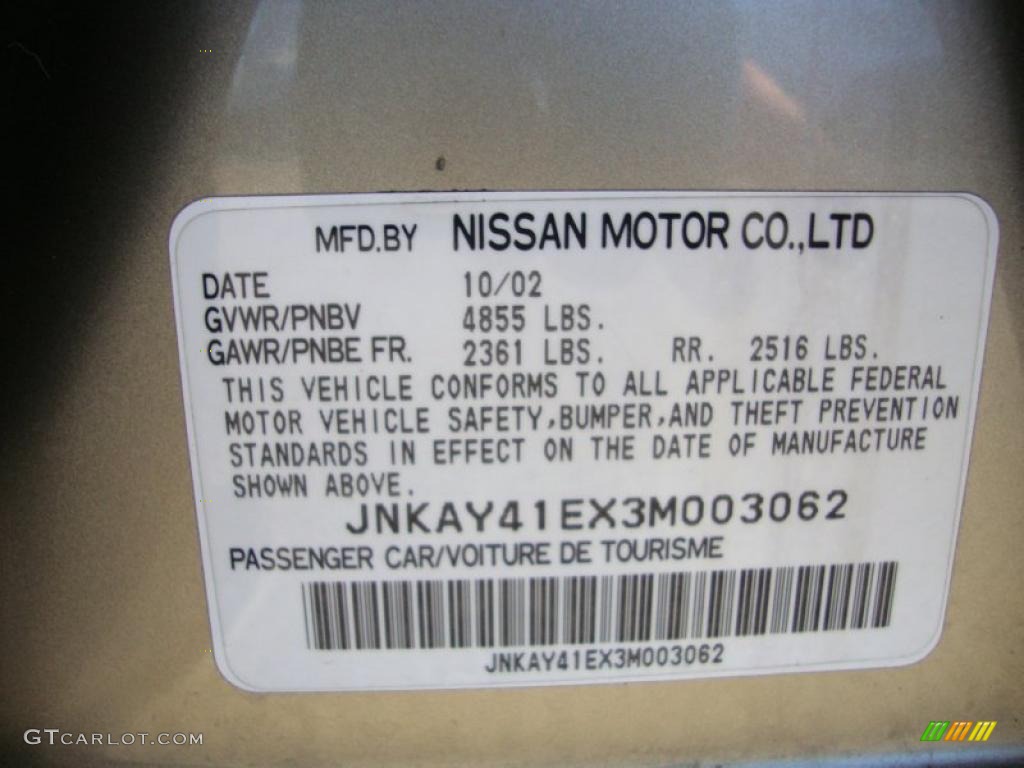 MFD.BY NISSAN MOTOR CO.,LTD
DATE 10/02
GVWR/PNBV 4855 LBS.
GAWR/PNBE FR. 2361 LBS. RR. 2516 LBS.
THIS VEHICLE CONFORMS TO ALL APPLICABLE FEDERAL
MOTOR VEHICLE SAFETY,BUMPER,AND THEFT PREVENTION
STANDARDS IN EFFECT ON THE DATE OF MANUFACTURE
SHOWN ABOVE.
JNKAY41EX3M003062
PASSENGER CAR/VOITURE DE TOURISME
JNKAY41EX3M003062
GTCARLOT.COM